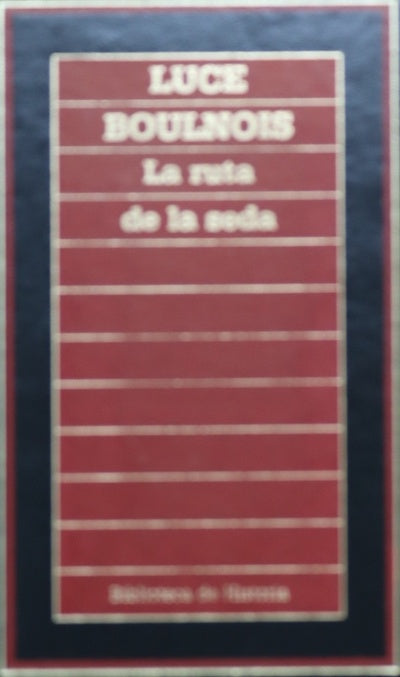 LUCE
BOULNOIS
La ruta
de la seda
Biblioteca de Historia